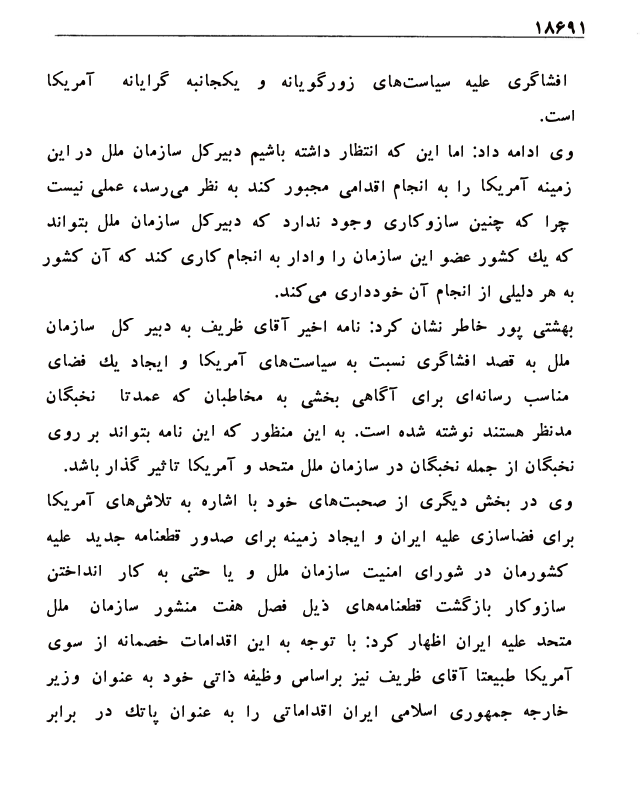 ۱۸۶۹۱
افشاگری علیه سیاست‌های زورگویانه و یکجانبه گرایانه آمریکا
است.
وی ادامه داد: اما این که انتظار داشته باشیم دبیرکل سازمان ملل در این
زمینه آمریکا را به انجام اقدامی مجبور کند به نظر می‌رسد، عملی نیست
چرا که چنین سازوکاری وجود ندارد که دبیرکل سازمان ملل بتواند
که یك کشور عضو این سازمان را وادار به انجام کاری کند که آن کشور
به هر دلیلی از انجام آن خودداری می‌کند.
بهشتی پور خاطر نشان کرد: نامه اخیر آقای ظریف به دبیر کل سازمان
ملل به قصد افشاگری نسبت به سیاست‌های آمریکا و ایجاد یك فضای
مناسب رسانه‌ای برای آگاهی بخشی به مخاطبان که عمدتا نخبگان
مدنظر هستند نوشته شده است. به این منظور که این نامه بتواند بر روی
نخبگان از جمله نخبگان در سازمان ملل متحد و آمریکا تاثیر گذار باشد.
وی در بخش دیگری از صحبت‌های خود با اشاره به تلاش‌های آمریکا
برای فضاسازی علیه ایران و ایجاد زمینه برای صدور قطعنامه جدید علیه
کشورمان در شورای امنیت سازمان ملل و یا حتی به کار انداختن
سازوکار بازگشت قطعنامه‌های ذیل فصل هفت منشور سازمان ملل
متحد علیه ایران اظهار کرد: با توجه به این اقدامات خصمانه از سوی
آمریکا طبیعتا آقای ظریف نیز براساس وظیفه ذاتی خود به عنوان وزیر
خارجه جمهوری اسلامی ایران اقداماتی را به عنوان پاتك در برابر